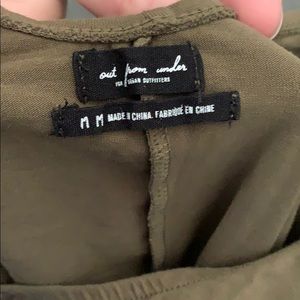 out from under
FOR URBAN OUTFITTERS
M M MADE IN CHINA. FABRIQUÉ EN CHINE